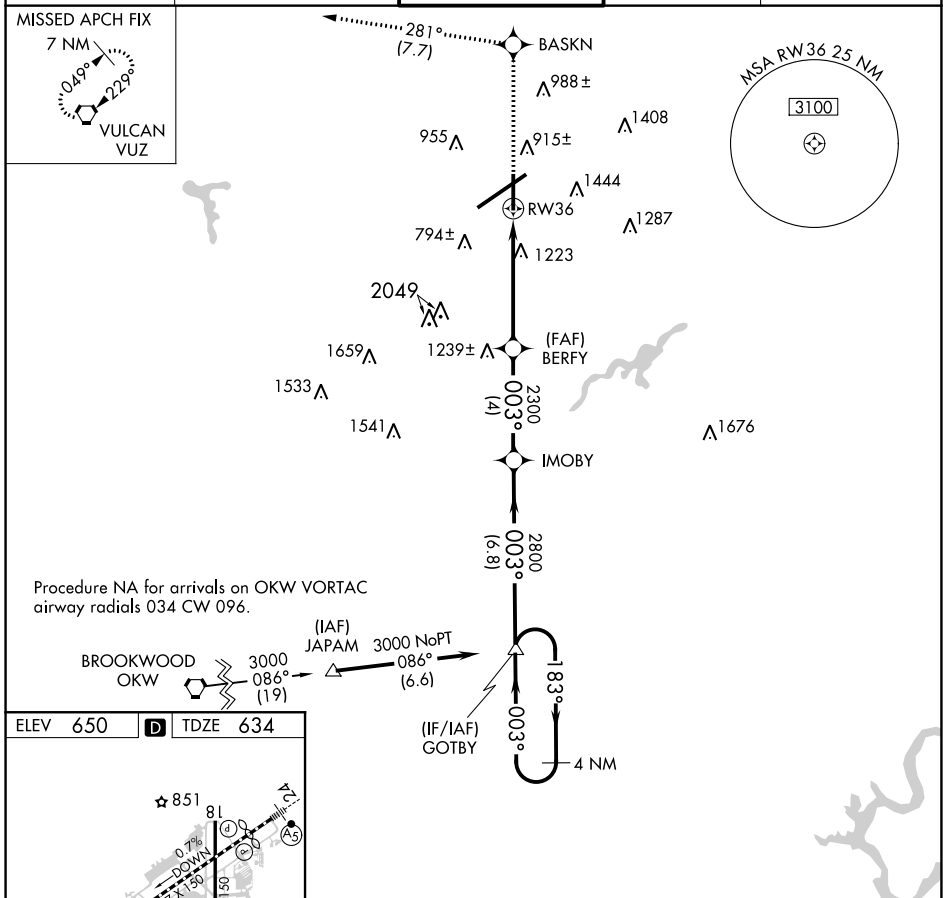 MISSED APCH FIX
7 NM
049°
229°
VULCAN
VUZ
281°
(7.7)
BASKN
988±
955
915±
1408
MSA RW36 25 NM
3100
1444
RW36
1287
794±
1223
2049
1659
1239±
(FAF)
BERFY
1533
2300
003°
(4)
1541
1676
IMOBY
2800
003°
(6.8)
Procedure NA for arrivals on OKW VORTAC
airway radials 034 CW 096.
(IAF)
JAPAM
3000 NoPT
086°
(6.6)
BROOKWOOD
OKW
3000
086°
(19)
183°
003°
(IF/IAF)
GOTBY
4 NM
ELEV 650
D
TDZE 634
851
18
24
P
P
A5
0.7%
DOWN
X 150
150